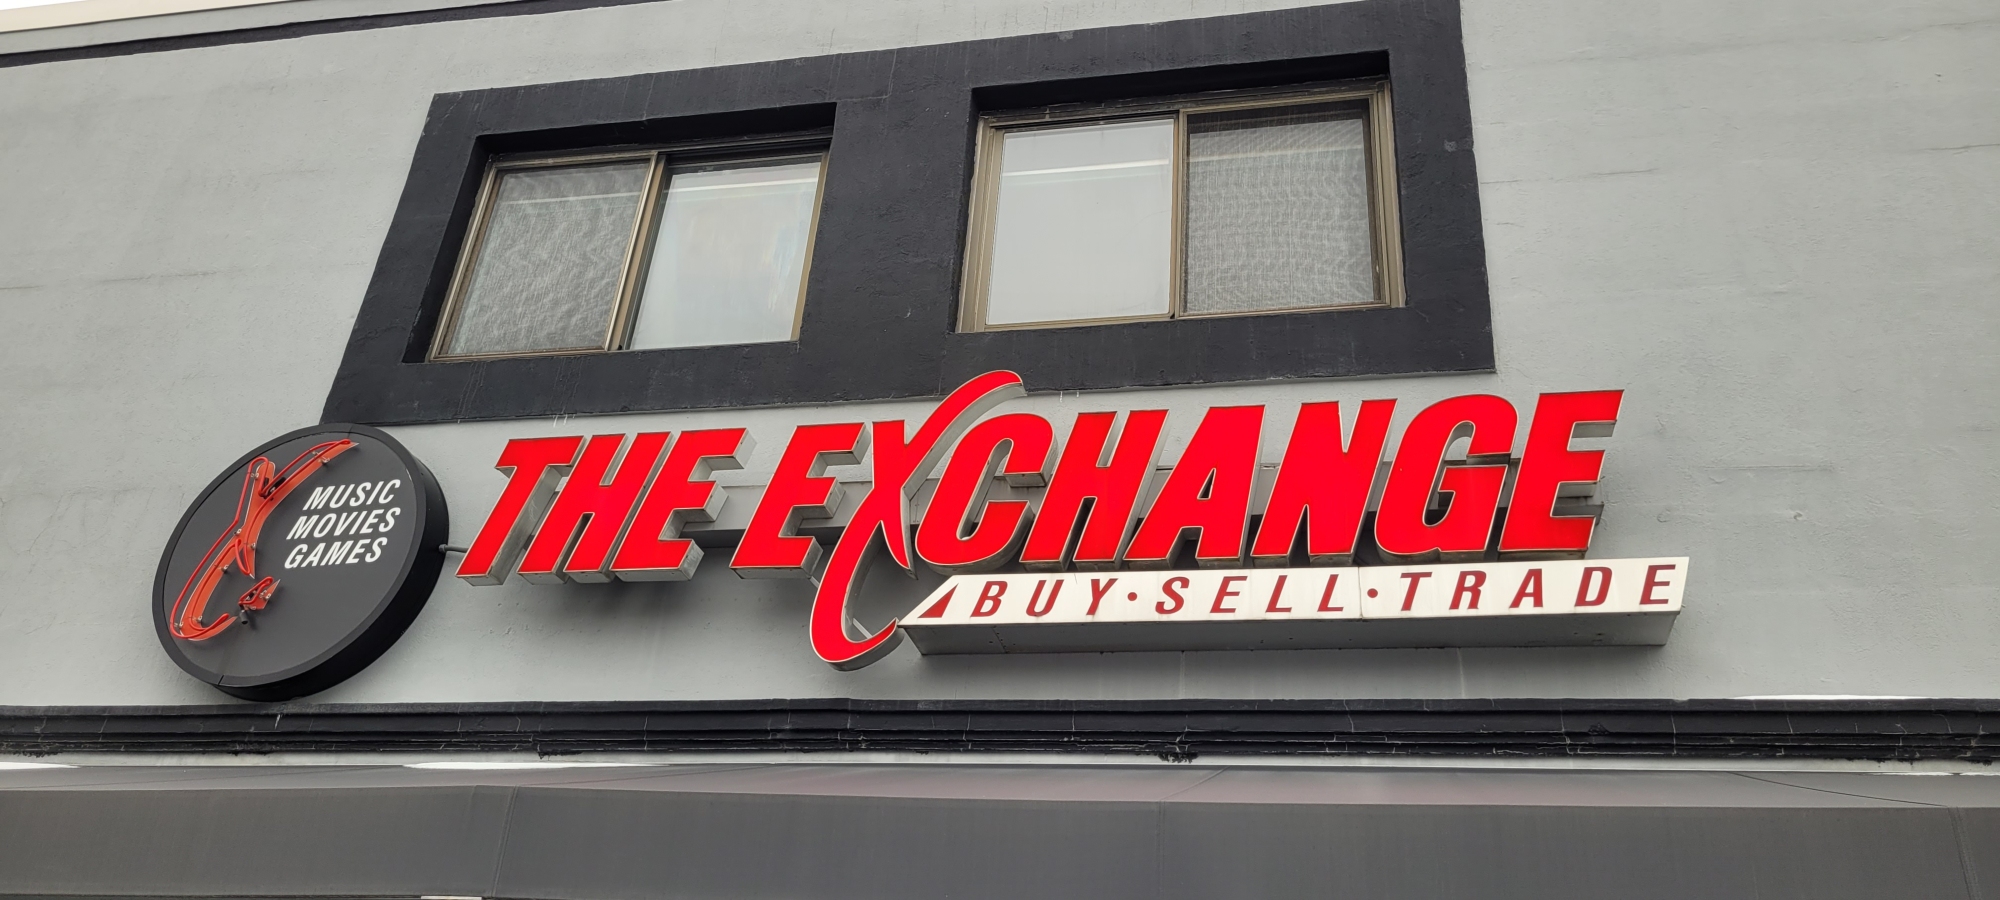 MUSIC
MOVIES
GAMES
THE EXCHANGE
BUY·SELL·TRADE